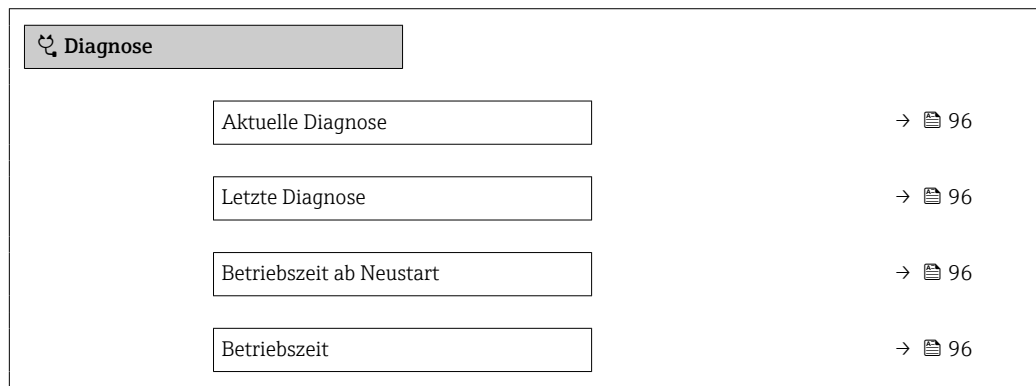 Diagnose
Aktuelle Diagnose → 96
Letzte Diagnose → 96
Betriebszeit ab Neustart → 96
Betriebszeit → 96